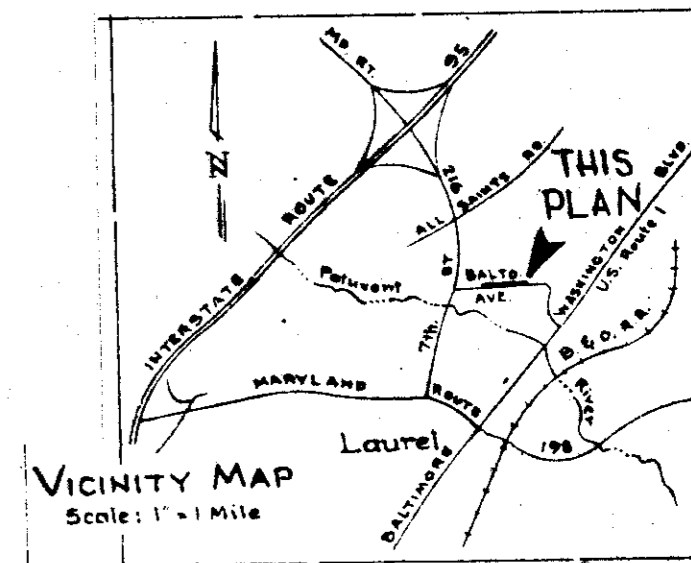 MD. RT. 216
95
N
INTERSTATE ROUTE
ALL SAINTS RD.
THIS
PLAN
WASHINGTON BLVD.
U.S. Route 1
Patuxent
BALTO.
AVE.
7th. ST
B. & O. R.R.
MARYLAND ROUTE 198
River
Laurel
BALTIMORE
VICINITY MAP
Scale: 1" = 1 Mile